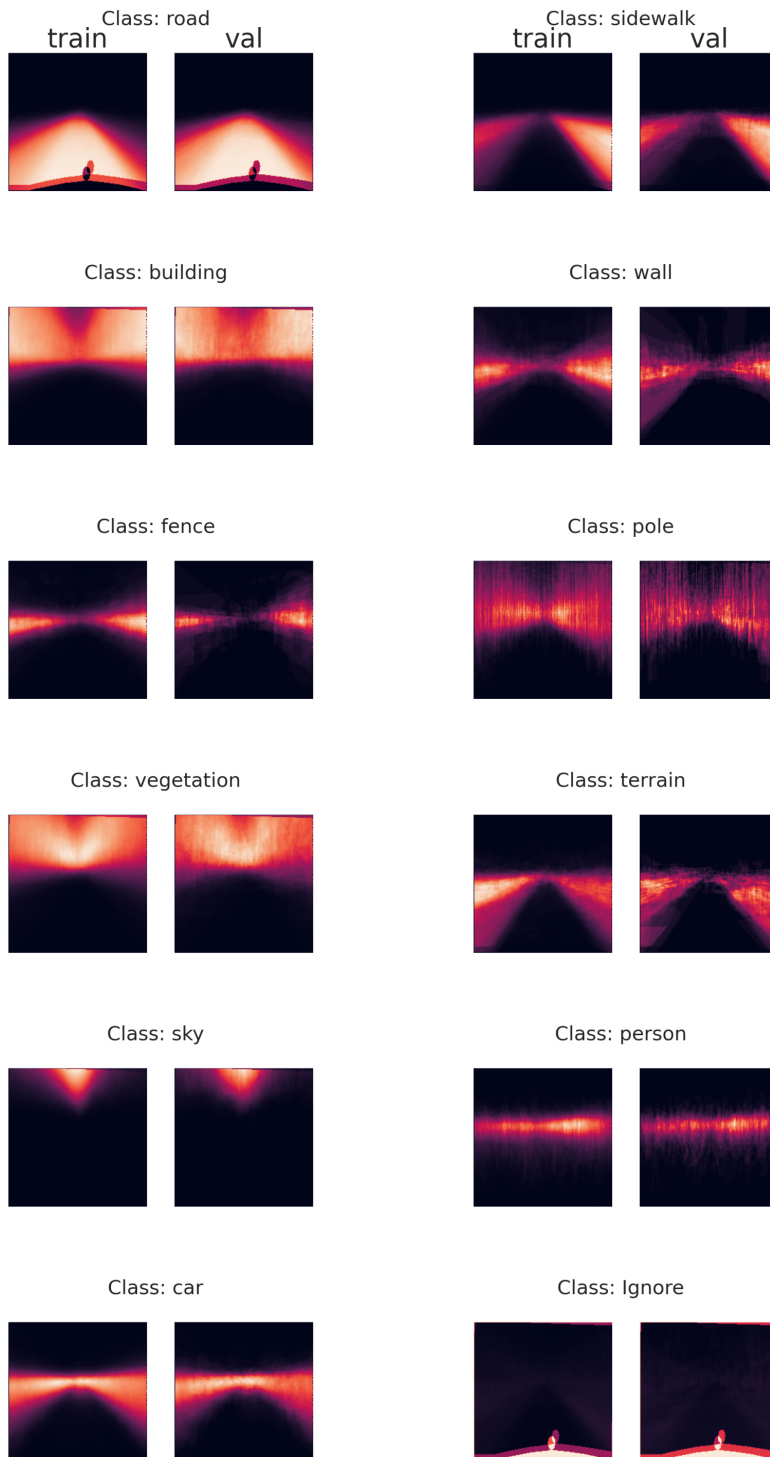 Class: road
train val
Class: sidewalk
train val
Class: building
Class: wall
Class: fence
Class: pole
Class: vegetation
Class: terrain
Class: sky
Class: person
Class: car
Class: Ignore